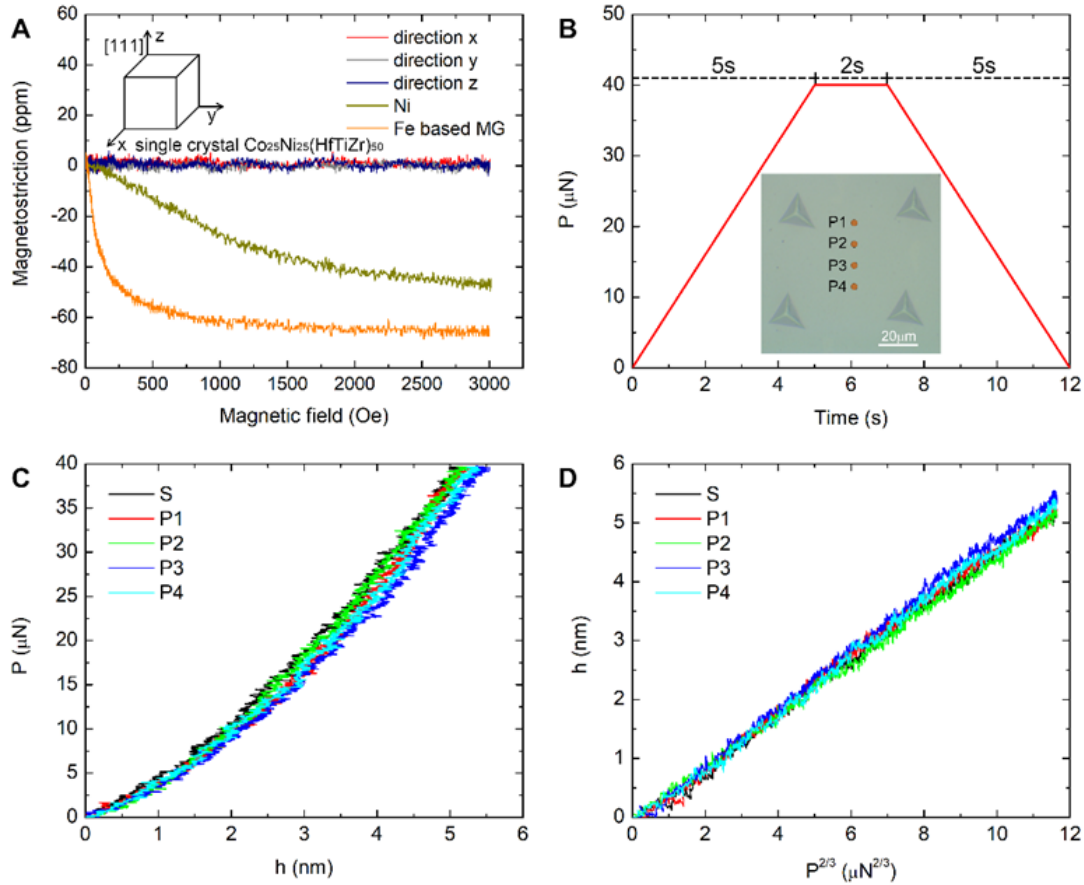 A
60
40
20
0
-20
-40
-60
-80
Magnetostriction (ppm)
[111]
z
y
x single crystal Co₂₅Ni₂₅(HfTiZr)₅₀
direction x
direction y
direction z
Ni
Fe based MG
0 500 1000 1500 2000 2500 3000
Magnetic field (Oe)
B
50
40
30
20
10
0
P (μN)
5s 2s 5s
P1
P2
P3
P4
20μm
0 2 4 6 8 10 12
Time (s)
C
40
35
30
25
20
15
10
5
0
P (μN)
S
P1
P2
P3
P4
0 1 2 3 4 5 6
h (nm)
D
6
5
4
3
2
1
0
h (nm)
S
P1
P2
P3
P4
0 2 4 6 8 10 12
P²ᐟ³ (μN²ᐟ³)